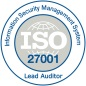 Information Security Management System
ISO
27001
Lead Auditor